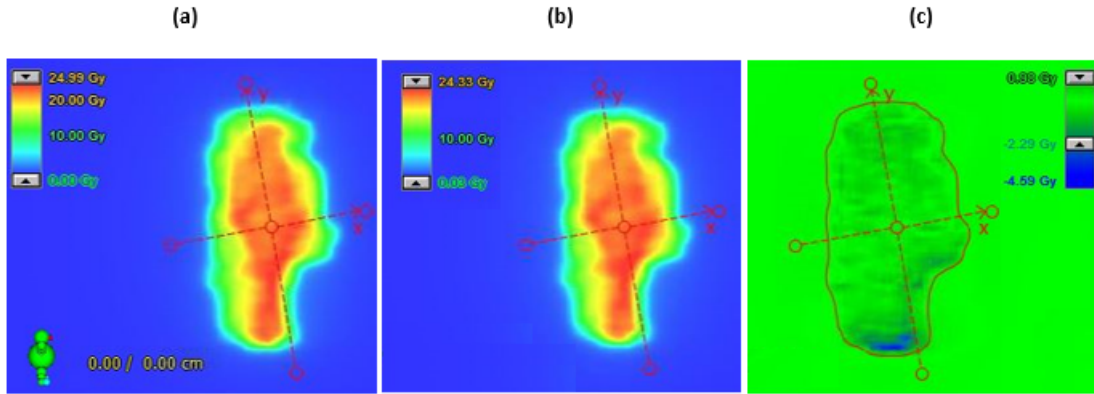 (a)
(b)
(c)
24.99 Gy
20.00 Gy
10.00 Gy
0.00 Gy
y
x
0.00 / 0.00 cm
24.33 Gy
10.00 Gy
0.03 Gy
y
x
0.98 Gy
-2.29 Gy
-4.59 Gy
y
x